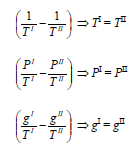 (1/T^I − 1/T^II) ⇒ T^I = T^II
(P^I/T^I − P^II/T^II) ⇒ P^I = P^II
(g^I/T^I − g^II/T^II) ⇒ g^I = g^II